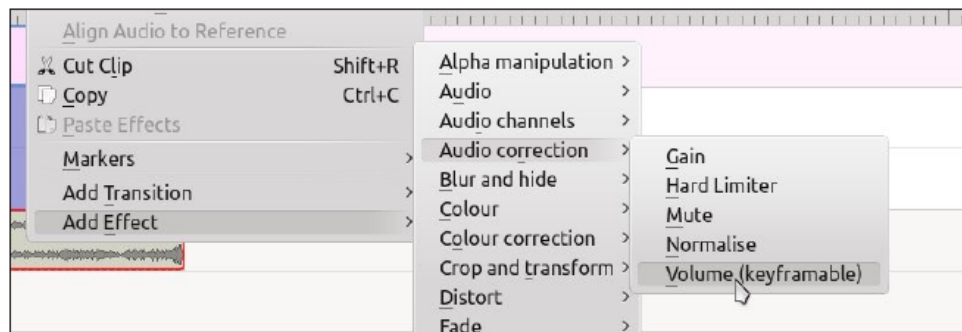 Align Audio to Reference
Cut Clip Shift+R
Copy Ctrl+C
Paste Effects
Markers >
Add Transition >
Add Effect >
Alpha manipulation >
Audio >
Audio channels >
Audio correction >
Blur and hide >
Colour >
Colour correction >
Crop and transform >
Distort >
Fade >
Gain
Hard Limiter
Mute
Normalise
Volume (keyframable)